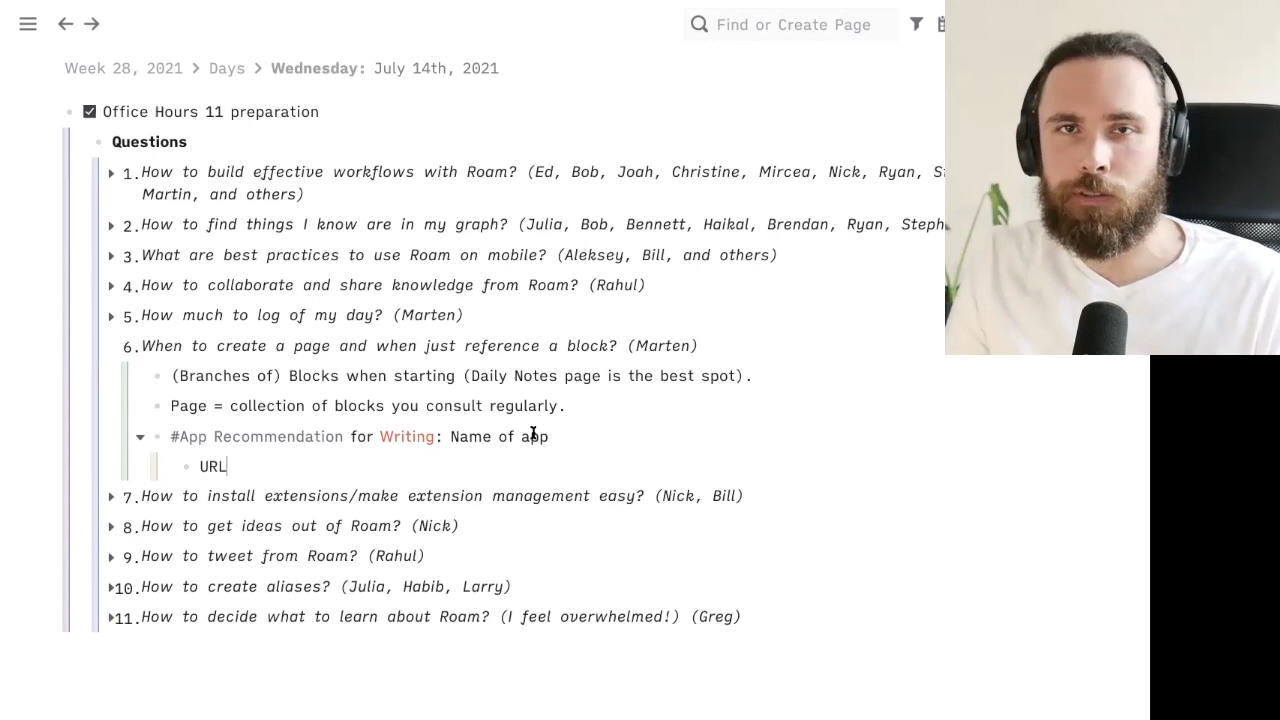 Find or Create Page
Week 28, 2021 > Days > Wednesday: July 14th, 2021
Office Hours 11 preparation
Questions
1. How to build effective workflows with Roam? (Ed, Bob, Joah, Christine, Mircea, Nick, Ryan,
Martin, and others)
2. How to find things I know are in my graph? (Julia, Bob, Bennett, Haikal, Brendan, Ryan,
3. What are best practices to use Roam on mobile? (Aleksey, Bill, and others)
4. How to collaborate and share knowledge from Roam? (Rahul)
5. How much to log of my day? (Marten)
6. When to create a page and when just reference a block? (Marten)
(Branches of) Blocks when starting (Daily Notes page is the best spot).
Page = collection of blocks you consult regularly.
#App Recommendation for Writing: Name of app
URL
7. How to install extensions/make extension management easy? (Nick, Bill)
8. How to get ideas out of Roam? (Nick)
9. How to tweet from Roam? (Rahul)
10. How to create aliases? (Julia, Habib, Larry)
11. How to decide what to learn about Roam? (I feel overwhelmed!) (Greg)